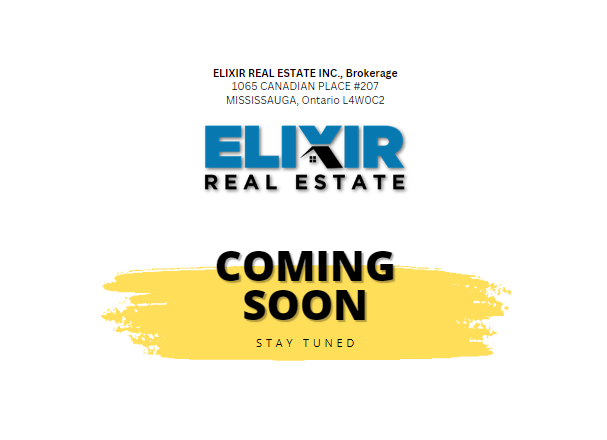 ELIXIR REAL ESTATE INC., Brokerage
1065 CANADIAN PLACE #207
MISSISSAUGA, Ontario L4W0C2
ELIXIR
REAL ESTATE
COMING
SOON
STAY TUNED